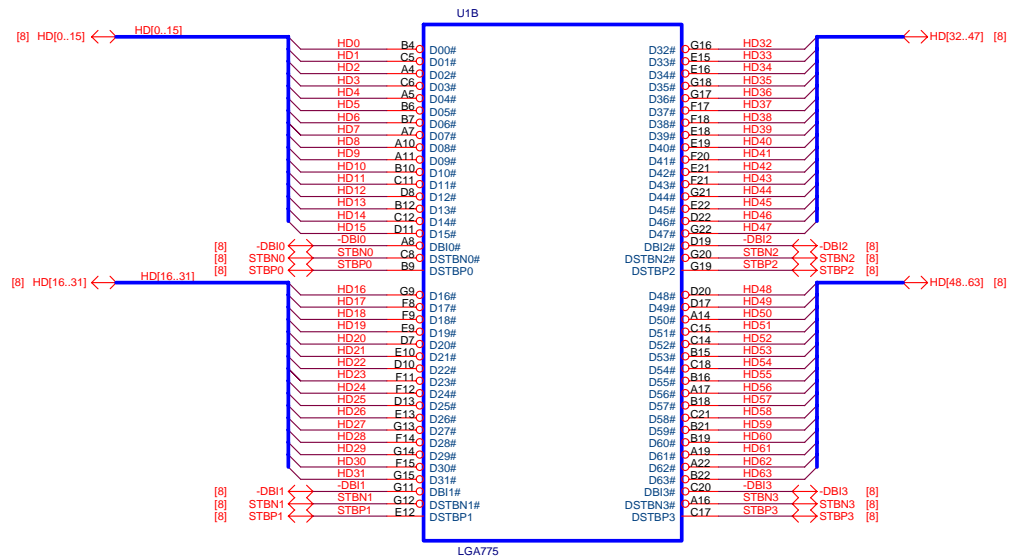 U1B
[8] HD[0..15] HD[0..15] HD[32..47] [8]
HD0 B4 D00# D32# G16 HD32
HD1 C5 D01# D33# E15 HD33
HD2 A4 D02# D34# E16 HD34
HD3 C6 D03# D35# G18 HD35
HD4 A5 D04# D36# G17 HD36
HD5 B6 D05# D37# F17 HD37
HD6 B7 D06# D38# F18 HD38
HD7 A7 D07# D39# E18 HD39
HD8 A10 D08# D40# E19 HD40
HD9 A11 D09# D41# F20 HD41
HD10 B10 D10# D42# E21 HD42
HD11 C11 D11# D43# F21 HD43
HD12 D8 D12# D44# G21 HD44
HD13 B12 D13# D45# E22 HD45
HD14 C12 D14# D46# D22 HD46
HD15 D11 D15# D47# G22 HD47
[8] -DBI0 -DBI0 A8 DBI0# DBI2# D19 -DBI2 -DBI2 [8]
[8] STBN0 STBN0 C8 DSTBN0# DSTBN2# G20 STBN2 STBN2 [8]
[8] STBP0 STBP0 B9 DSTBP0 DSTBP2 G19 STBP2 STBP2 [8]
[8] HD[16..31] HD[16..31] HD[48..63] [8]
HD16 G9 D16# D48# D20 HD48
HD17 F8 D17# D49# D17 HD49
HD18 F9 D18# D50# A14 HD50
HD19 E9 D19# D51# C15 HD51
HD20 D7 D20# D52# C14 HD52
HD21 E10 D21# D53# B15 HD53
HD22 D10 D22# D54# C18 HD54
HD23 F11 D23# D55# B16 HD55
HD24 F12 D24# D56# A17 HD56
HD25 D13 D25# D57# B18 HD57
HD26 E13 D26# D58# C21 HD58
HD27 G13 D27# D59# B21 HD59
HD28 F14 D28# D60# B19 HD60
HD29 G14 D29# D61# A19 HD61
HD30 F15 D30# D62# A22 HD62
HD31 G15 D31# D63# B22 HD63
[8] -DBI1 -DBI1 G11 DBI1# DBI3# C20 -DBI3 -DBI3 [8]
[8] STBN1 STBN1 G12 DSTBN1# DSTBN3# A16 STBN3 STBN3 [8]
[8] STBP1 STBP1 E12 DSTBP1 DSTBP3 C17 STBP3 STBP3 [8]
LGA775